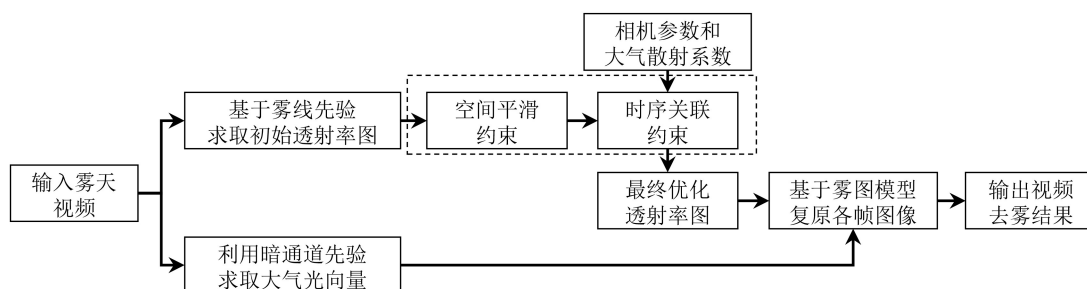 相机参数和
大气散射系数
基于雾线先验
求取初始透射率图
空间平滑
约束
时序关联
约束
输入雾天
视频
最终优化
透射率图
基于雾图模型
复原各帧图像
输出视频
去雾结果
利用暗通道先验
求取大气光向量